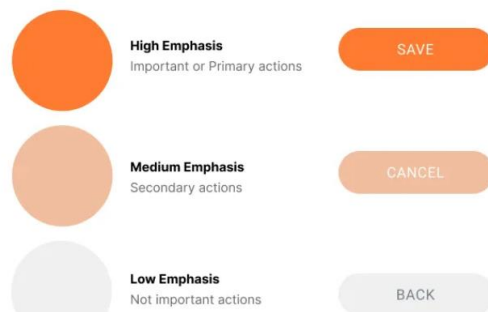 High Emphasis
Important or Primary actions
SAVE
Medium Emphasis
Secondary actions
CANCEL
Low Emphasis
Not important actions
BACK